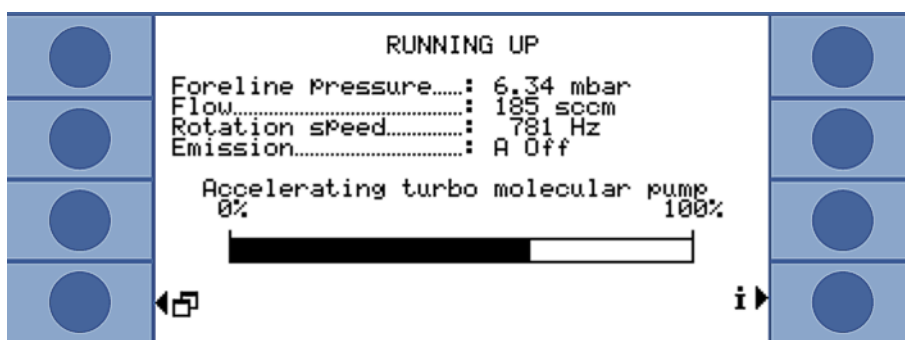 RUNNING UP
Foreline Pressure.....: 6.34 mbar
Flow..............................: 185 sccm
Rotation speed.............: 781 Hz
Emission.............................: A Off
Accelerating turbo molecular pump
0% 100%
i